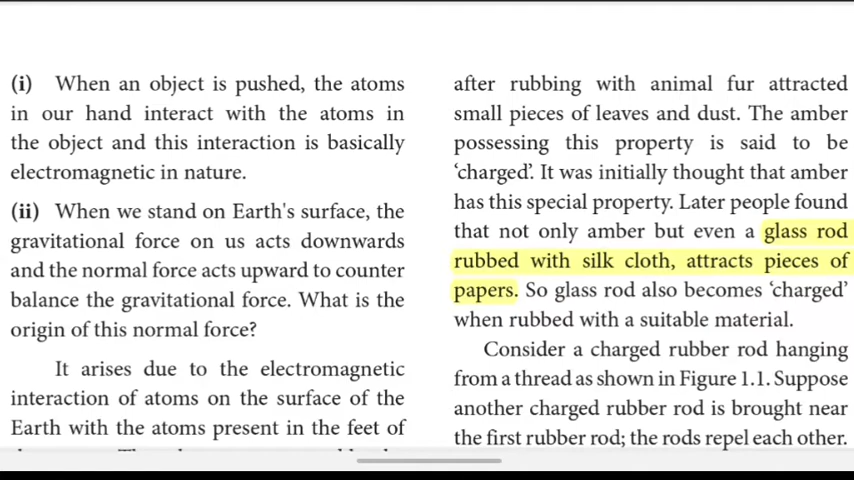 (i) When an object is pushed, the atoms
in our hand interact with the atoms in
the object and this interaction is basically
electromagnetic in nature.
(ii) When we stand on Earth's surface, the
gravitational force on us acts downwards
and the normal force acts upward to counter
balance the gravitational force. What is the
origin of this normal force?
It arises due to the electromagnetic
interaction of atoms on the surface of the
Earth with the atoms present in the feet of
after rubbing with animal fur attracted
small pieces of leaves and dust. The amber
possessing this property is said to be
‘charged’. It was initially thought that amber
has this special property. Later people found
that not only amber but even a glass rod
rubbed with silk cloth, attracts pieces of
papers. So glass rod also becomes ‘charged’
when rubbed with a suitable material.
Consider a charged rubber rod hanging
from a thread as shown in Figure 1.1. Suppose
another charged rubber rod is brought near
the first rubber rod; the rods repel each other.